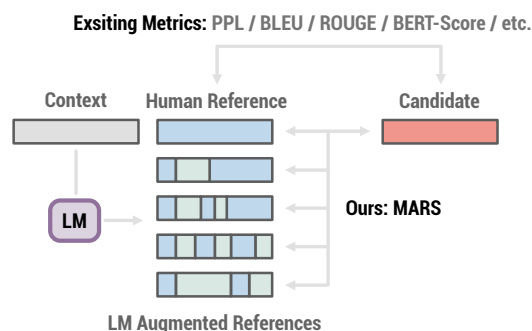 Exsiting Metrics: PPL / BLEU / ROUGE / BERT-Score / etc.
Context
Human Reference
Candidate
LM
Ours: MARS
LM Augmented References